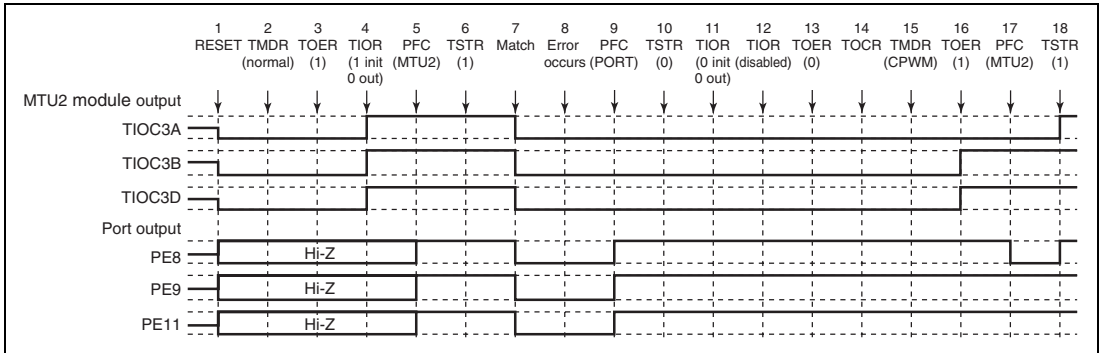 1 2 3 4 5 6 7 8 9 10 11 12 13 14 15 16 17 18
RESET TMDR TOER TIOR PFC TSTR Match Error PFC TSTR TIOR TIOR TOER TOCR TMDR TOER PFC TSTR
(normal) (1) (1 init (MTU2) (1) occurs (PORT) (0) (0 init (disabled) (0) (CPWM) (1) (MTU2) (1)
0 out) 0 out)
MTU2 module output
TIOC3A
TIOC3B
TIOC3D
Port output
PE8 Hi-Z
PE9 Hi-Z
PE11 Hi-Z